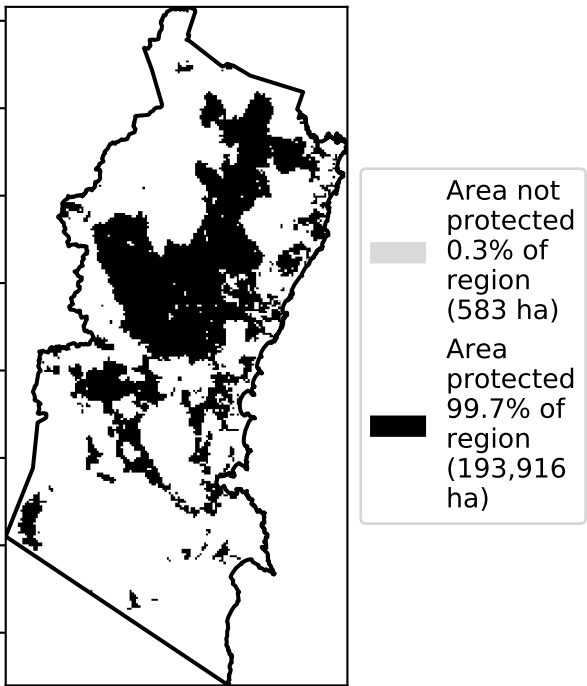 Area not
protected
0.3% of
region
(583 ha)
Area
protected
99.7% of
region
(193,916
ha)